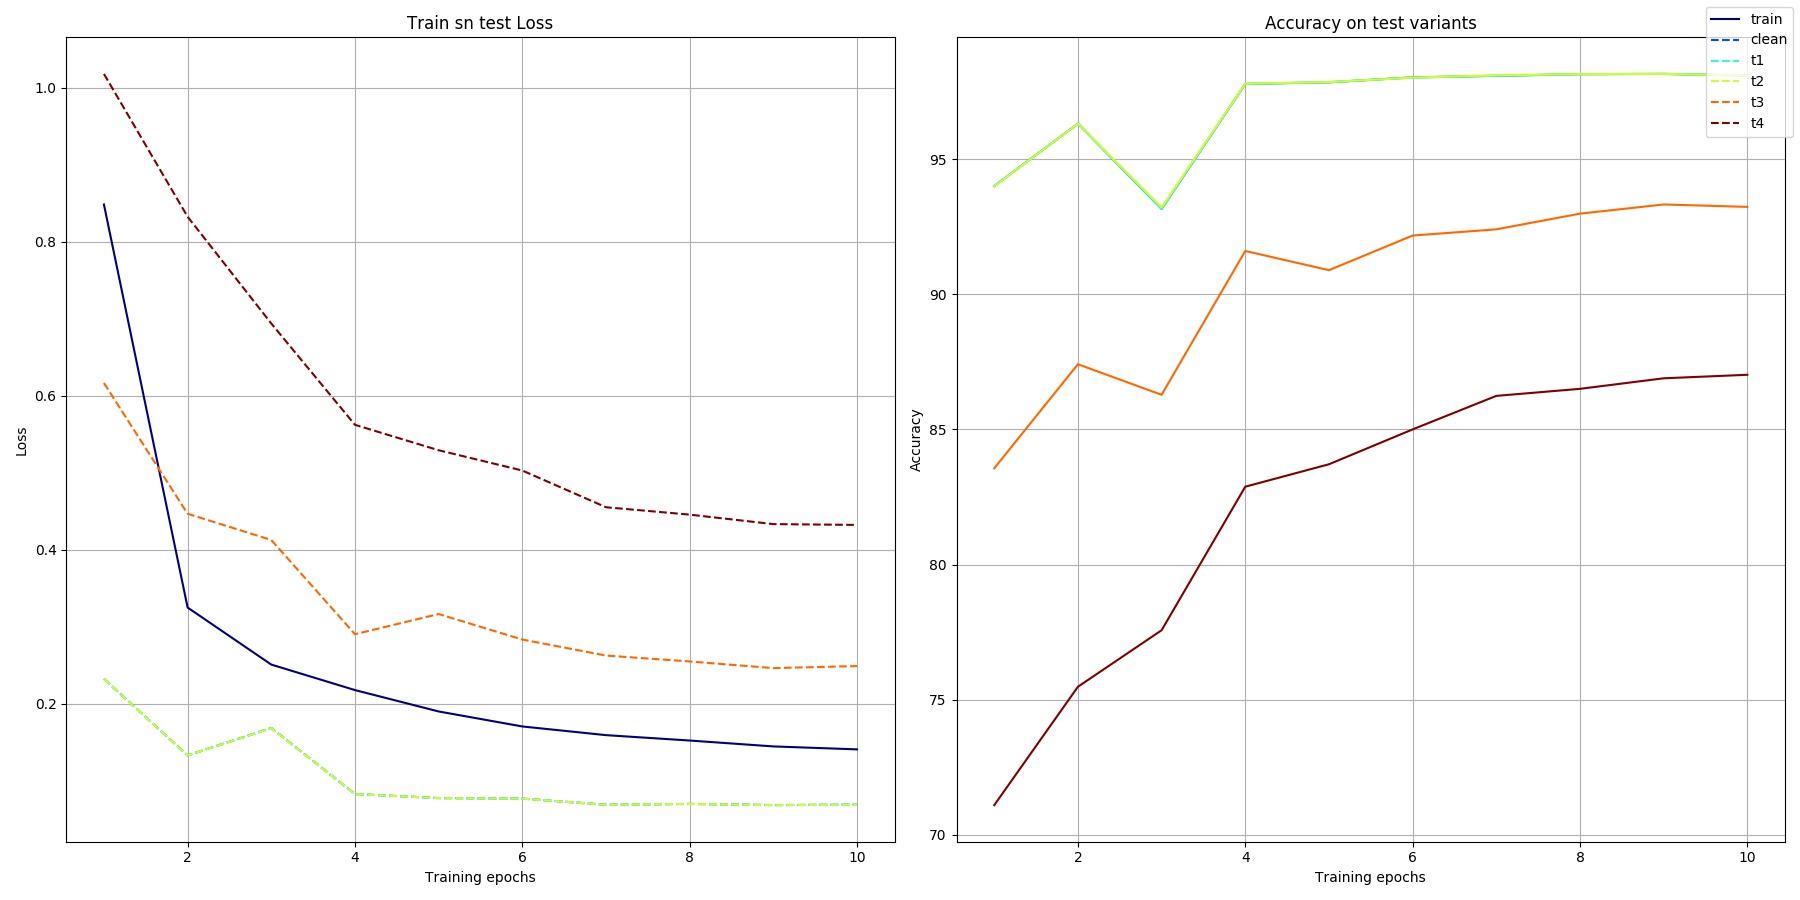 Train sn test Loss
1.0
0.8
0.6
0.4
0.2
Loss
2
4
6
8
10
Training epochs
Accuracy on test variants
95
90
85
80
75
70
Accuracy
2
4
6
8
10
Training epochs
train
clean
t1
t2
t3
t4